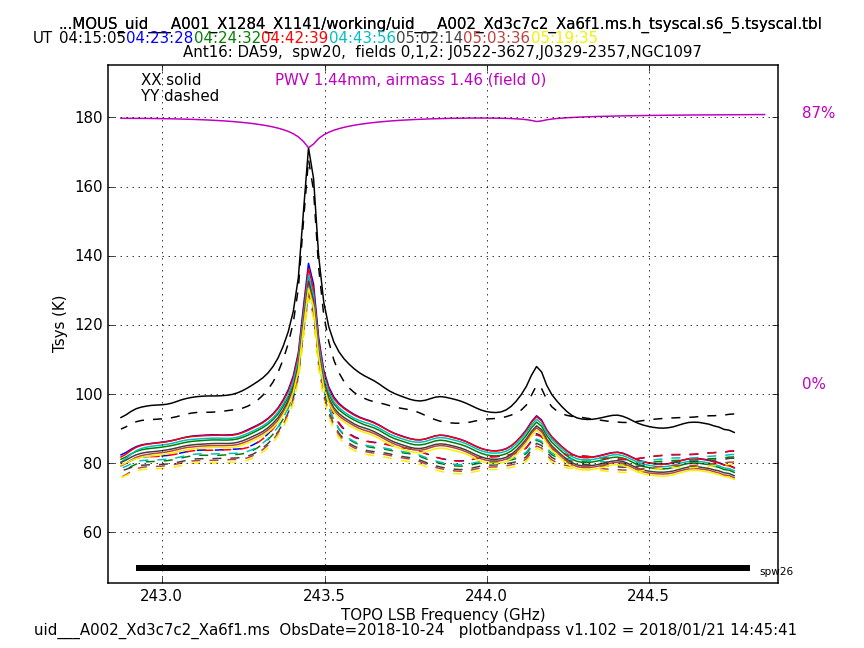 ...MOUS_uid___A001_X1284_X1141/working/uid___A002_Xd3c7c2_Xa6f1.ms.h_tsyscal.s6_5.tsyscal.tbl
UT 04:15:05 04:23:28 04:24:32 04:42:39 04:43:56 05:02:14 05:03:36 05:19:35
Ant16: DA59,  spw20,  fields 0,1,2: J0522-3627,J0329-2357,NGC1097
XX solid
PWV 1.44mm, airmass 1.46 (field 0)
YY dashed
87%
0%
180
160
140
120
100
80
60
Tsys (K)
spw26
243.0 243.5 244.0 244.5
TOPO LSB Frequency (GHz)
uid___A002_Xd3c7c2_Xa6f1.ms  ObsDate=2018-10-24   plotbandpass v1.102 = 2018/01/21 14:45:41